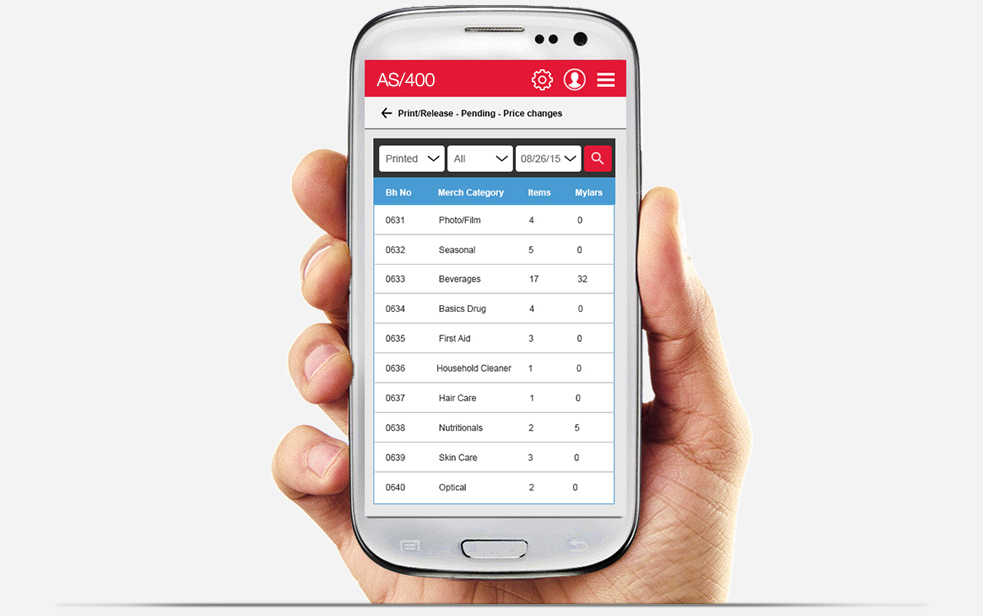 AS/400
Print/Release - Pending - Price changes
Printed All 08/26/15
Bh No Merch Category Items Mylars
0631 Photo/Film 4 0
0632 Seasonal 5 0
0633 Beverages 17 32
0634 Basics Drug 4 0
0635 First Aid 3 0
0636 Household Cleaner 1 0
0637 Hair Care 1 0
0638 Nutritionals 2 5
0639 Skin Care 3 0
0640 Optical 2 0